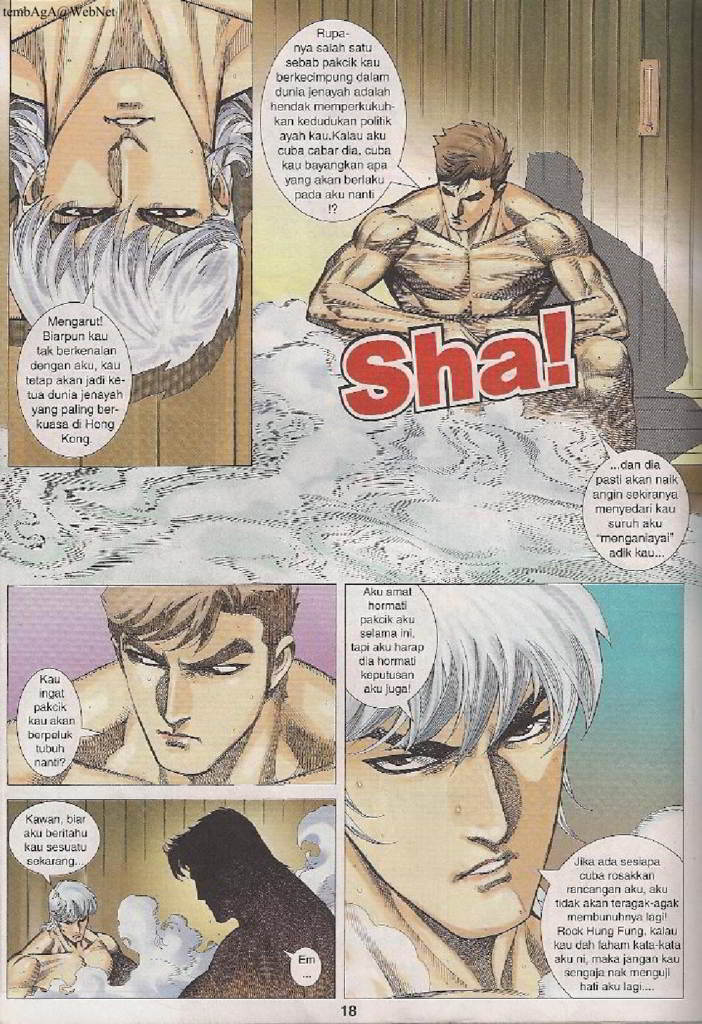 tembAgA@WebNet
Rupa-
nya salah satu
sebab pakcik kau
berkecimpung dalam
dunia jenayah adalah
hendak memperkukuh-
kan kedudukan politik
ayah kau.Kalau aku
cuba cabar dia, cuba
kau bayangkan apa
yang akan berlaku
pada aku nanti
!?
Mengarut!
Biarpun kau
tak berkenalan
dengan aku, kau
tetap akan jadi ke-
tua dunia jenayah
yang paling ber-
kuasa di Hong
Kong.
Sha!
...dan dia
pasti akan naik
angin sekiranya
menyedari kau
suruh aku
"menganiayai"
adik kau...
Kau
ingat
pakcik
kau akan
berpeluk
tubuh
nanti?
Aku amat
hormati
pakcik aku
selama ini,
tapi aku harap
dia hormati
keputusan
aku juga!
Kawan, biar
aku beritahu
kau sesuatu
sekarang...
Em
...
Jika ada sesiapa
cuba rosakkan
rancangan aku, aku
tidak akan teragak-agak
membunuhnya lagi!
Rock Hung Fung, kalau
kau dah faham kata-kata
aku ni, maka jangan kau
sengaja nak menguji
hati aku lagi....
18